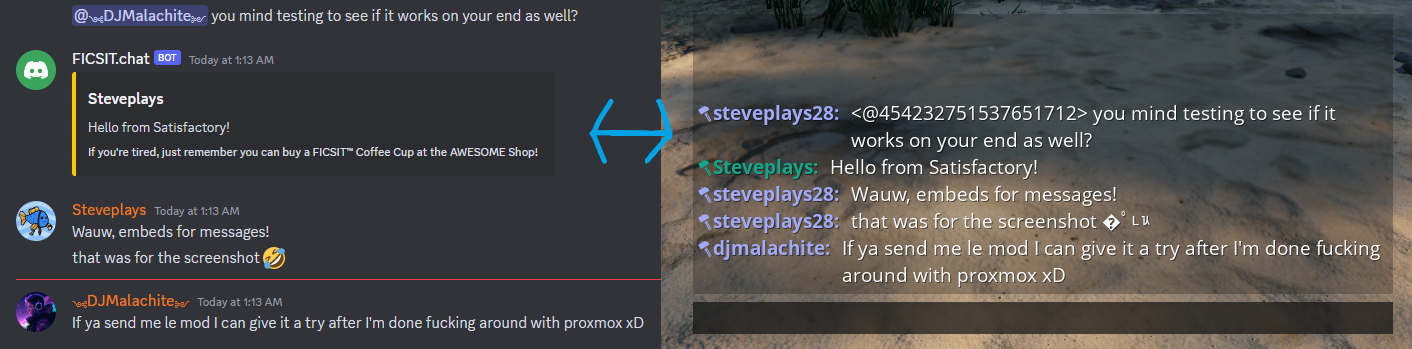 @༺DJMalachite༻ you mind testing to see if it works on your end as well?
FICSIT.chat BOT Today at 1:13 AM
Steveplays
Hello from Satisfactory!
If you're tired, just remember you can buy a FICSIT™ Coffee Cup at the AWESOME Shop!
Steveplays Today at 1:13 AM
Wauw, embeds for messages!
that was for the screenshot 🤣
༺DJMalachite༻ Today at 1:13 AM
If ya send me le mod I can give it a try after I'm done fucking around with proxmox xD
steveplays28: <@454232751537651712> you mind testing to see if it
works on your end as well?
Steveplays: Hello from Satisfactory!
steveplays28: Wauw, embeds for messages!
steveplays28: that was for the screenshot �
djmalachite: If ya send me le mod I can give it a try after I'm done fucking
around with proxmox xD